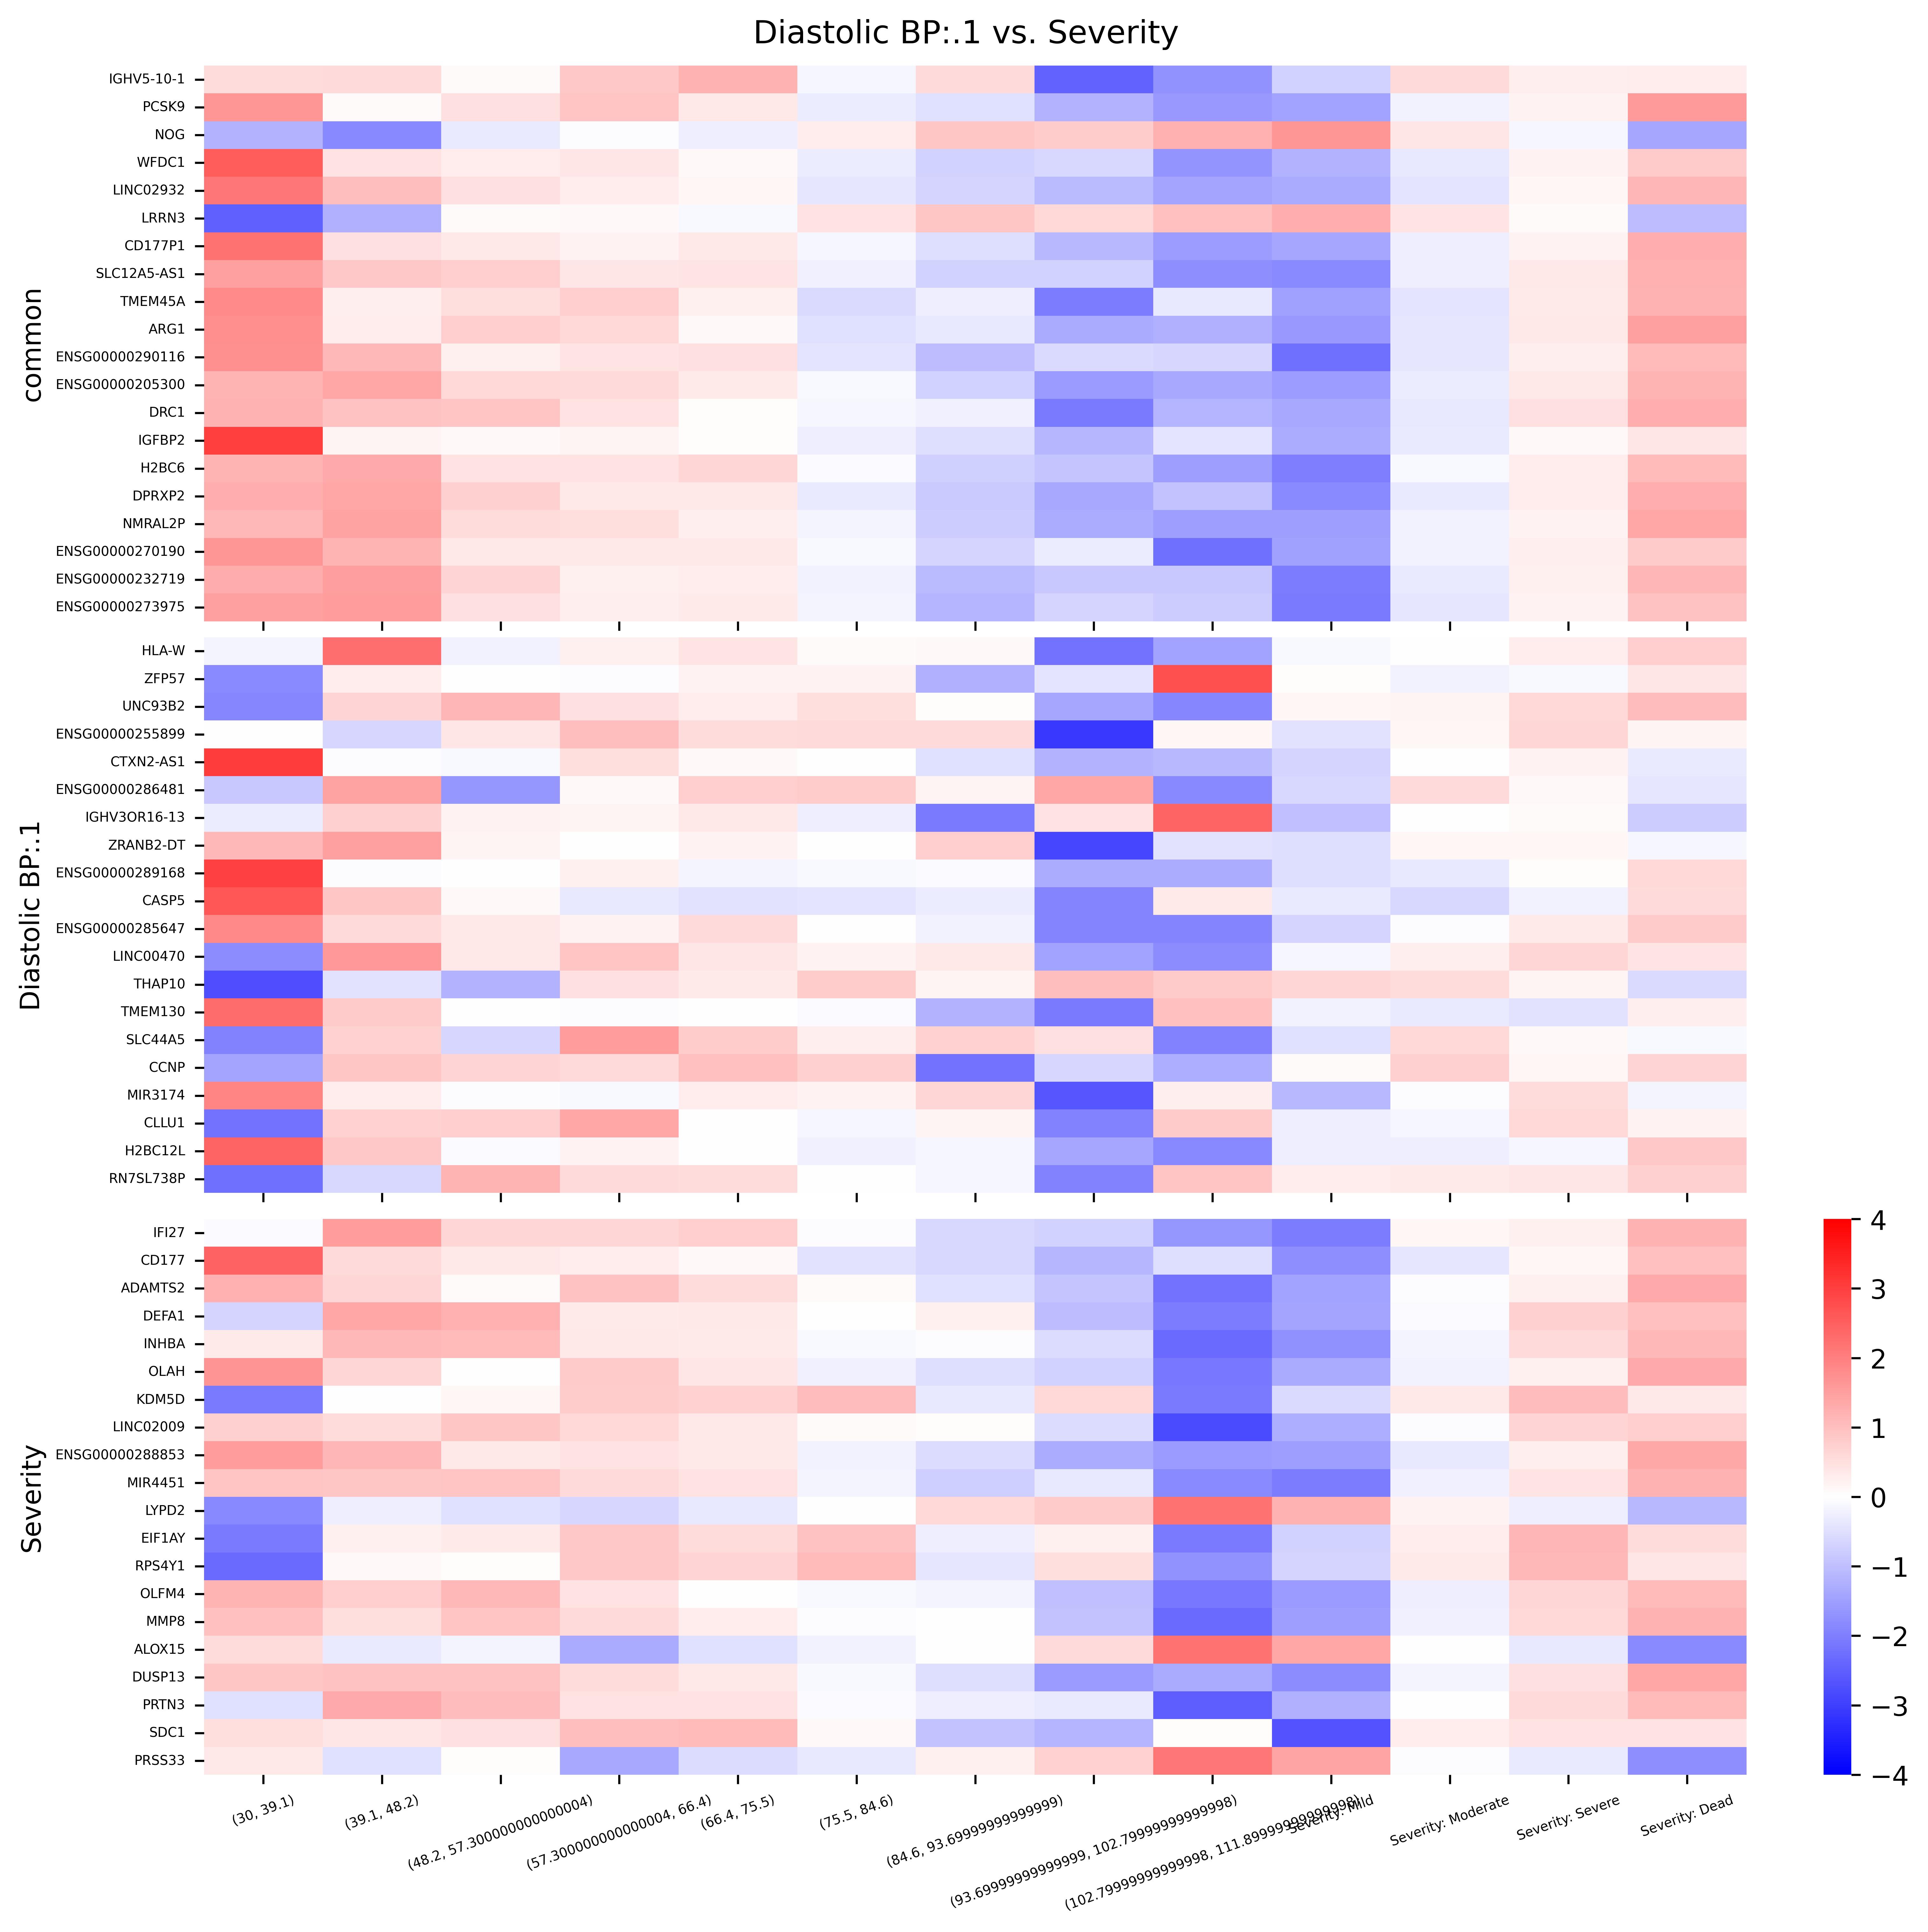 Diastolic BP:.1 vs. Severity
common
IGHV5-10-1
PCSK9
NOG
WFDC1
LINC02932
LRRN3
CD177P1
SLC12A5-AS1
TMEM45A
ARG1
ENSG00000290116
ENSG00000205300
DRC1
IGFBP2
H2BC6
DPRXP2
NMRAL2P
ENSG00000270190
ENSG00000232719
ENSG00000273975
Diastolic BP:.1
HLA-W
ZFP57
UNC93B2
ENSG00000255899
CTXN2-AS1
ENSG00000286481
IGHV3OR16-13
ZRANB2-DT
ENSG00000289168
CASP5
ENSG00000285647
LINC00470
THAP10
TMEM130
SLC44A5
CCNP
MIR3174
CLLU1
H2BC12L
RN7SL738P
Severity
IFI27
CD177
ADAMTS2
DEFA1
INHBA
OLAH
KDM5D
LINC02009
ENSG00000288853
MIR4451
LYPD2
EIF1AY
RPS4Y1
OLFM4
MMP8
ALOX15
DUSP13
PRTN3
SDC1
PRSS33
(30, 39.1)
(39.1, 48.2)
(48.2, 57.300000000000004)
(57.300000000000004, 66.4)
(66.4, 75.5)
(75.5, 84.6)
(84.6, 93.69999999999999)
(93.69999999999999, 102.79999999999998)
(102.79999999999998, 111.89999999999998)
Severity: Mild
Severity: Moderate
Severity: Severe
Severity: Dead
4
3
2
1
0
−1
−2
−3
−4